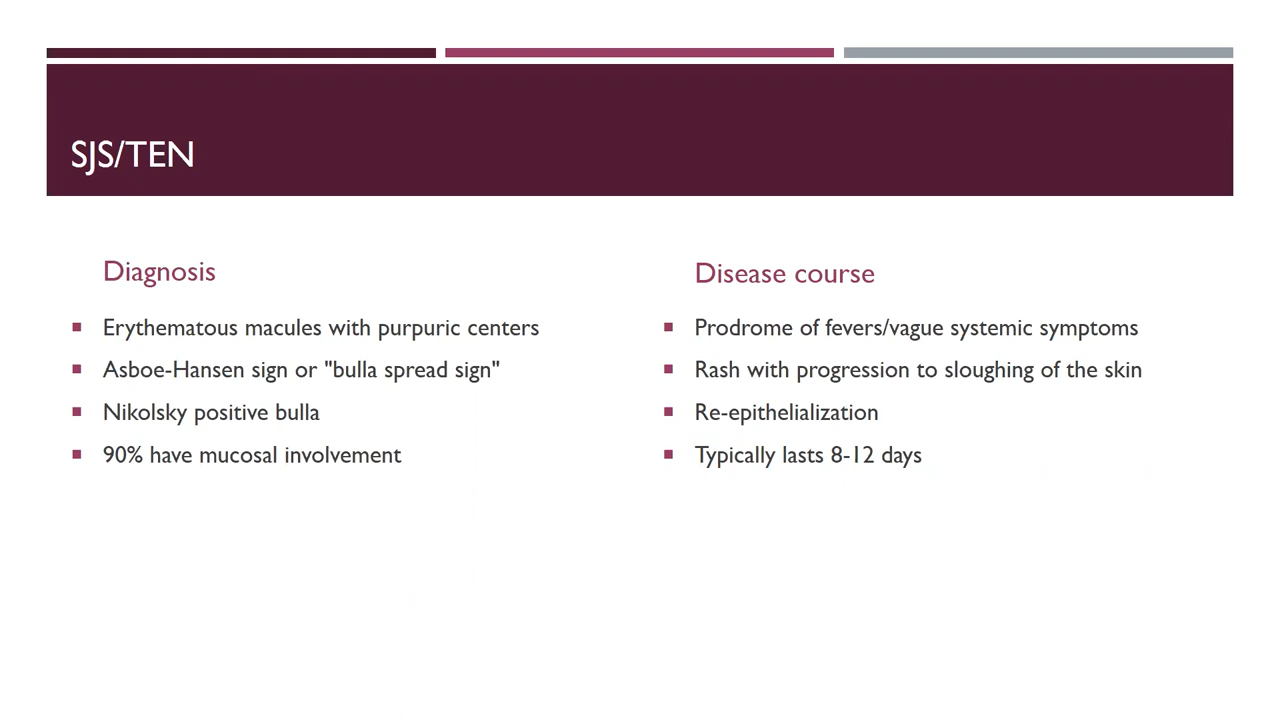 SJS/TEN
Diagnosis
Erythematous macules with purpuric centers
Asboe-Hansen sign or "bulla spread sign"
Nikolsky positive bulla
90% have mucosal involvement
Disease course
Prodrome of fevers/vague systemic symptoms
Rash with progression to sloughing of the skin
Re-epithelialization
Typically lasts 8-12 days